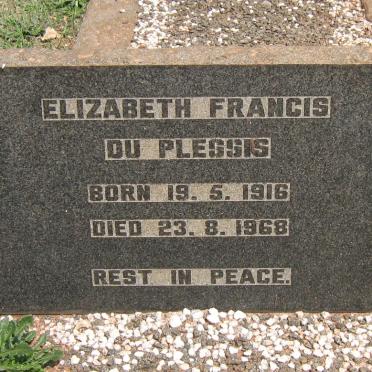 ELIZABETH FRANCIS
DU PLESSIS
BORN 19. 5. 1916
DIED 23. 8. 1968
REST IN PEACE.